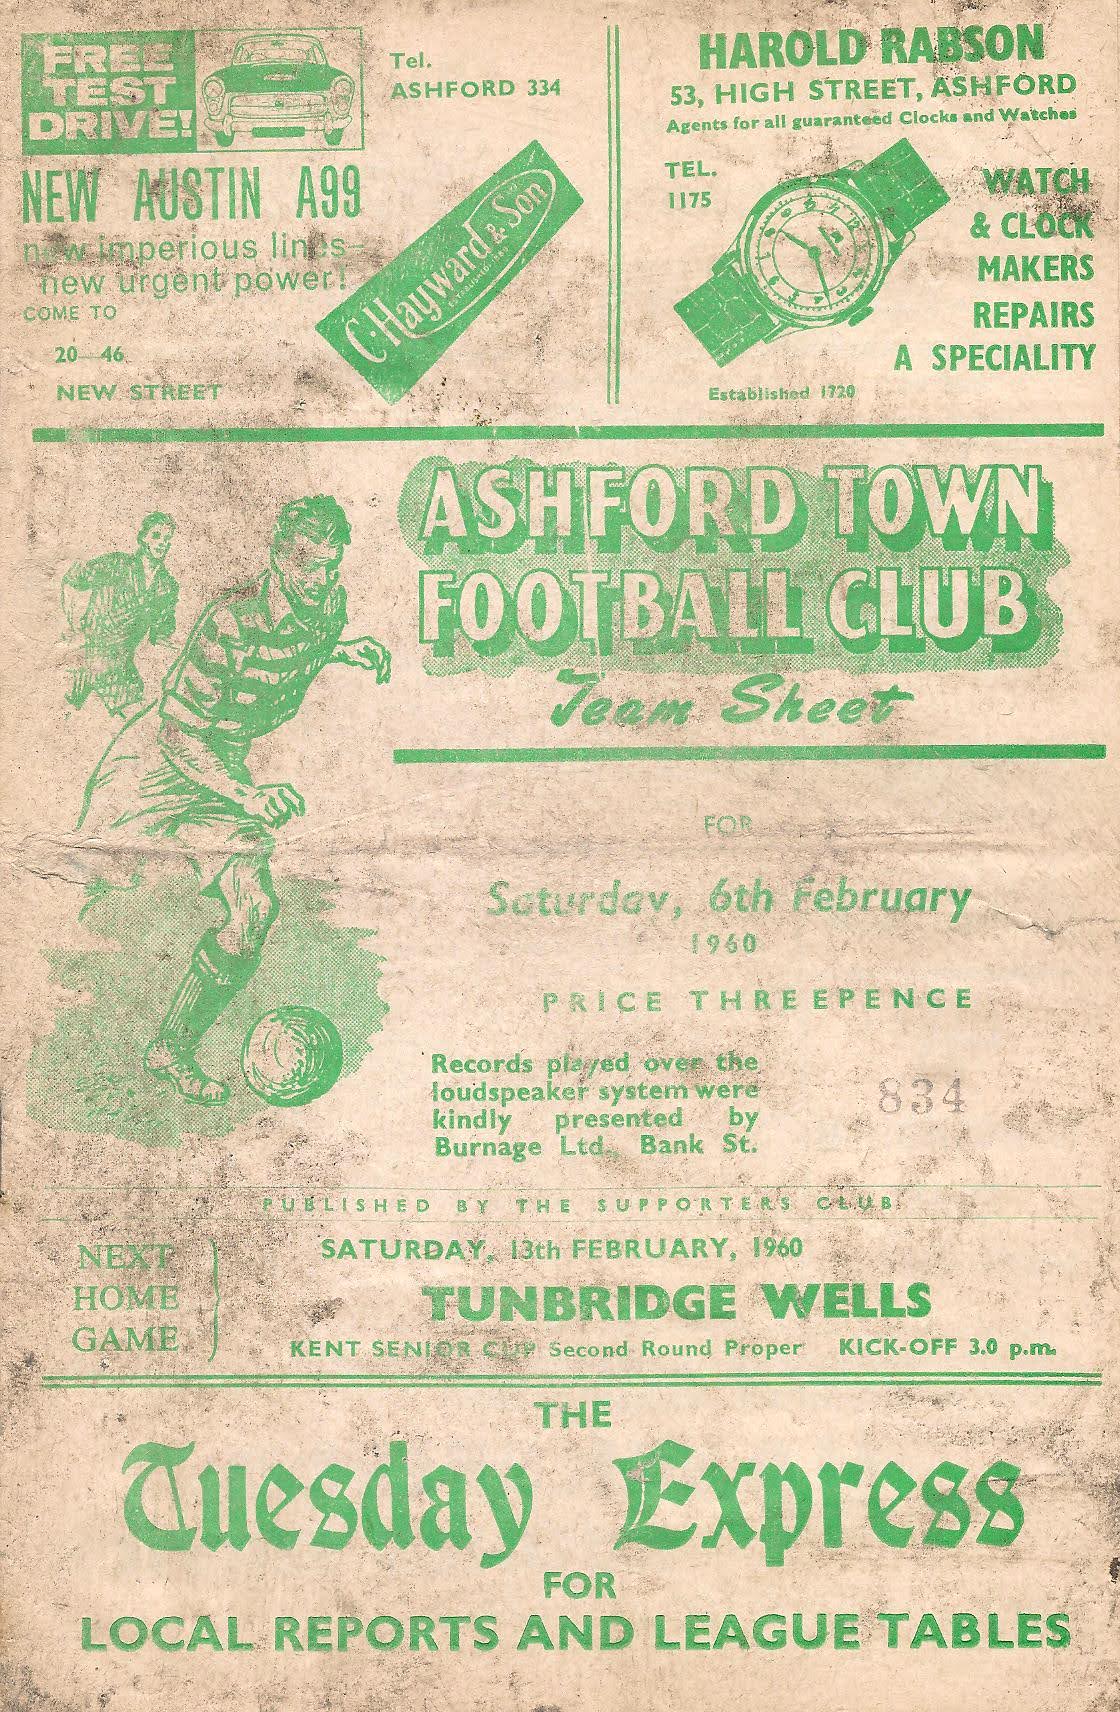 FREE
TEST
DRIVE!
NEW AUSTIN A99
new imperious lines—
new urgent power!
COME TO
20—46
NEW STREET
Tel.
ASHFORD 334
C. Hayward & Son
HAROLD RABSON
53, HIGH STREET, ASHFORD
Agents for all guaranteed Clocks and Watches
TEL.
1175
WATCH
& CLOCK
MAKERS
REPAIRS
A SPECIALITY
Established 1720
ASHFORD TOWN
FOOTBALL CLUB
Team Sheet
FOR
Saturday, 6th February
1960
PRICE THREEPENCE
Records played over the
loudspeaker system were
kindly presented by
Burnage Ltd., Bank St.
834
PUBLISHED BY THE SUPPORTERS CLUB
NEXT
HOME
GAME
SATURDAY, 13th FEBRUARY, 1960
TUNBRIDGE WELLS
KENT SENIOR CUP Second Round Proper KICK-OFF 3.0 p.m.
THE
Tuesday Express
FOR
LOCAL REPORTS AND LEAGUE TABLES